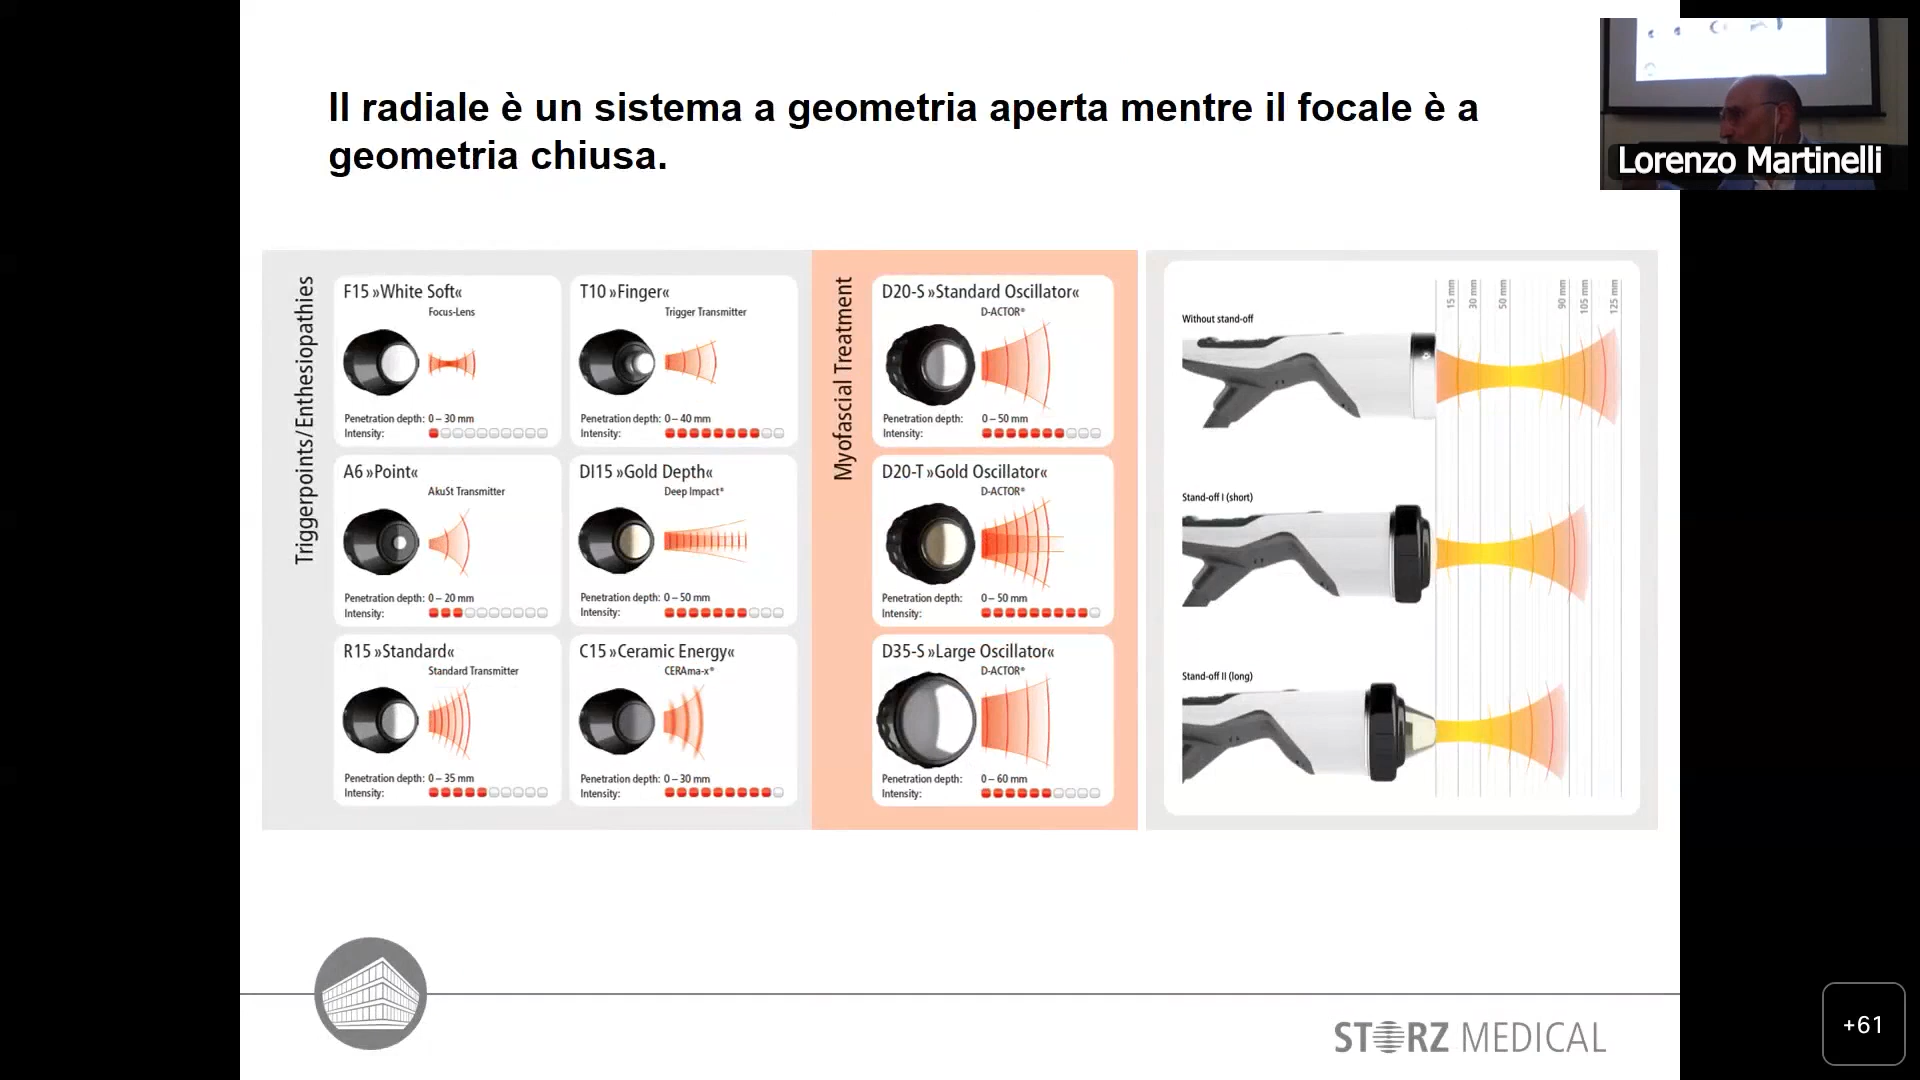 Il radiale è un sistema a geometria aperta mentre il focale è a
geometria chiusa.
Lorenzo Martinelli
Triggerpoints/Enthesiopathies
F15 »White Soft«
Focus-Lens
Penetration depth: 0 – 30 mm
Intensity:
T10 »Finger«
Trigger Transmitter
Penetration depth: 0 – 40 mm
Intensity:
A6 »Point«
AkuSt Transmitter
Penetration depth: 0 – 20 mm
Intensity:
DI15 »Gold Depth«
Deep Impact®
Penetration depth: 0 – 50 mm
Intensity:
R15 »Standard«
Standard Transmitter
Penetration depth: 0 – 35 mm
Intensity:
C15 »Ceramic Energy«
CERAma-x®
Penetration depth: 0 – 30 mm
Intensity:
Myofascial Treatment
D20-S »Standard Oscillator«
D-ACTOR®
Penetration depth: 0 – 50 mm
Intensity:
D20-T »Gold Oscillator«
D-ACTOR®
Penetration depth: 0 – 50 mm
Intensity:
D35-S »Large Oscillator«
D-ACTOR®
Penetration depth: 0 – 60 mm
Intensity:
15 mm
30 mm
50 mm
90 mm
105 mm
125 mm
Without stand-off
Stand-off I (short)
Stand-off II (long)
STORZ MEDICAL
+61